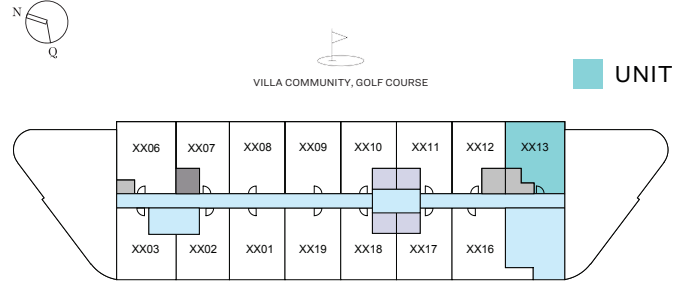 N
Q
VILLA COMMUNITY, GOLF COURSE
UNIT
XX06 XX07 XX08 XX09 XX10 XX11 XX12 XX13
XX03 XX02 XX01 XX19 XX18 XX17 XX16